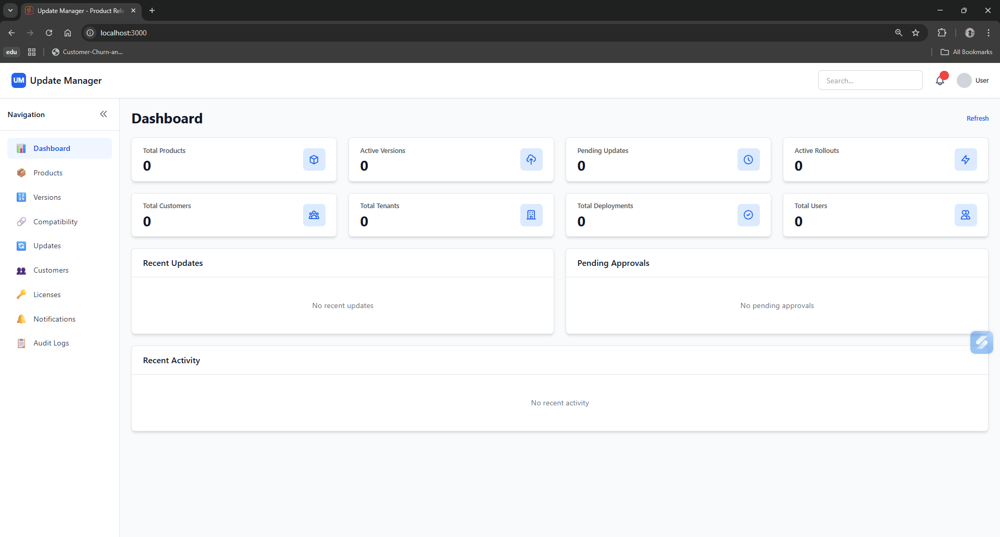 Update Manager - Product Rele
localhost:3000
edu
Customer-Churn-an...
All Bookmarks
UM
Update Manager
Search...
User
Navigation
Dashboard
Products
Versions
Compatibility
Updates
Customers
Licenses
Notifications
Audit Logs
Dashboard
Refresh
Total Products
0
Active Versions
0
Pending Updates
0
Active Rollouts
0
Total Customers
0
Total Tenants
0
Total Deployments
0
Total Users
0
Recent Updates
No recent updates
Pending Approvals
No pending approvals
Recent Activity
No recent activity